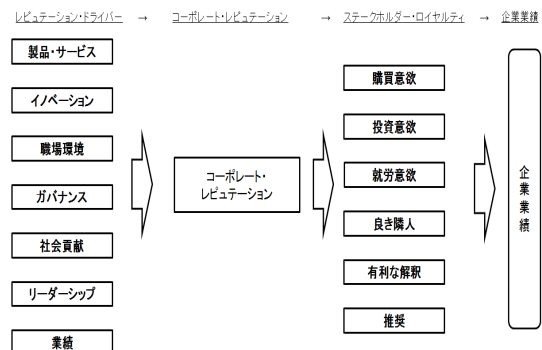 レピュテーション・ドライバー → コーポレート・レピュテーション → ステークホルダー・ロイヤルティ → 企業業績
製品・サービス
イノベーション
職場環境
ガバナンス
社会貢献
リーダーシップ
業績
コーポレート・
レピュテーション
購買意欲
投資意欲
就労意欲
良き隣人
有利な解釈
推奨
企業業績